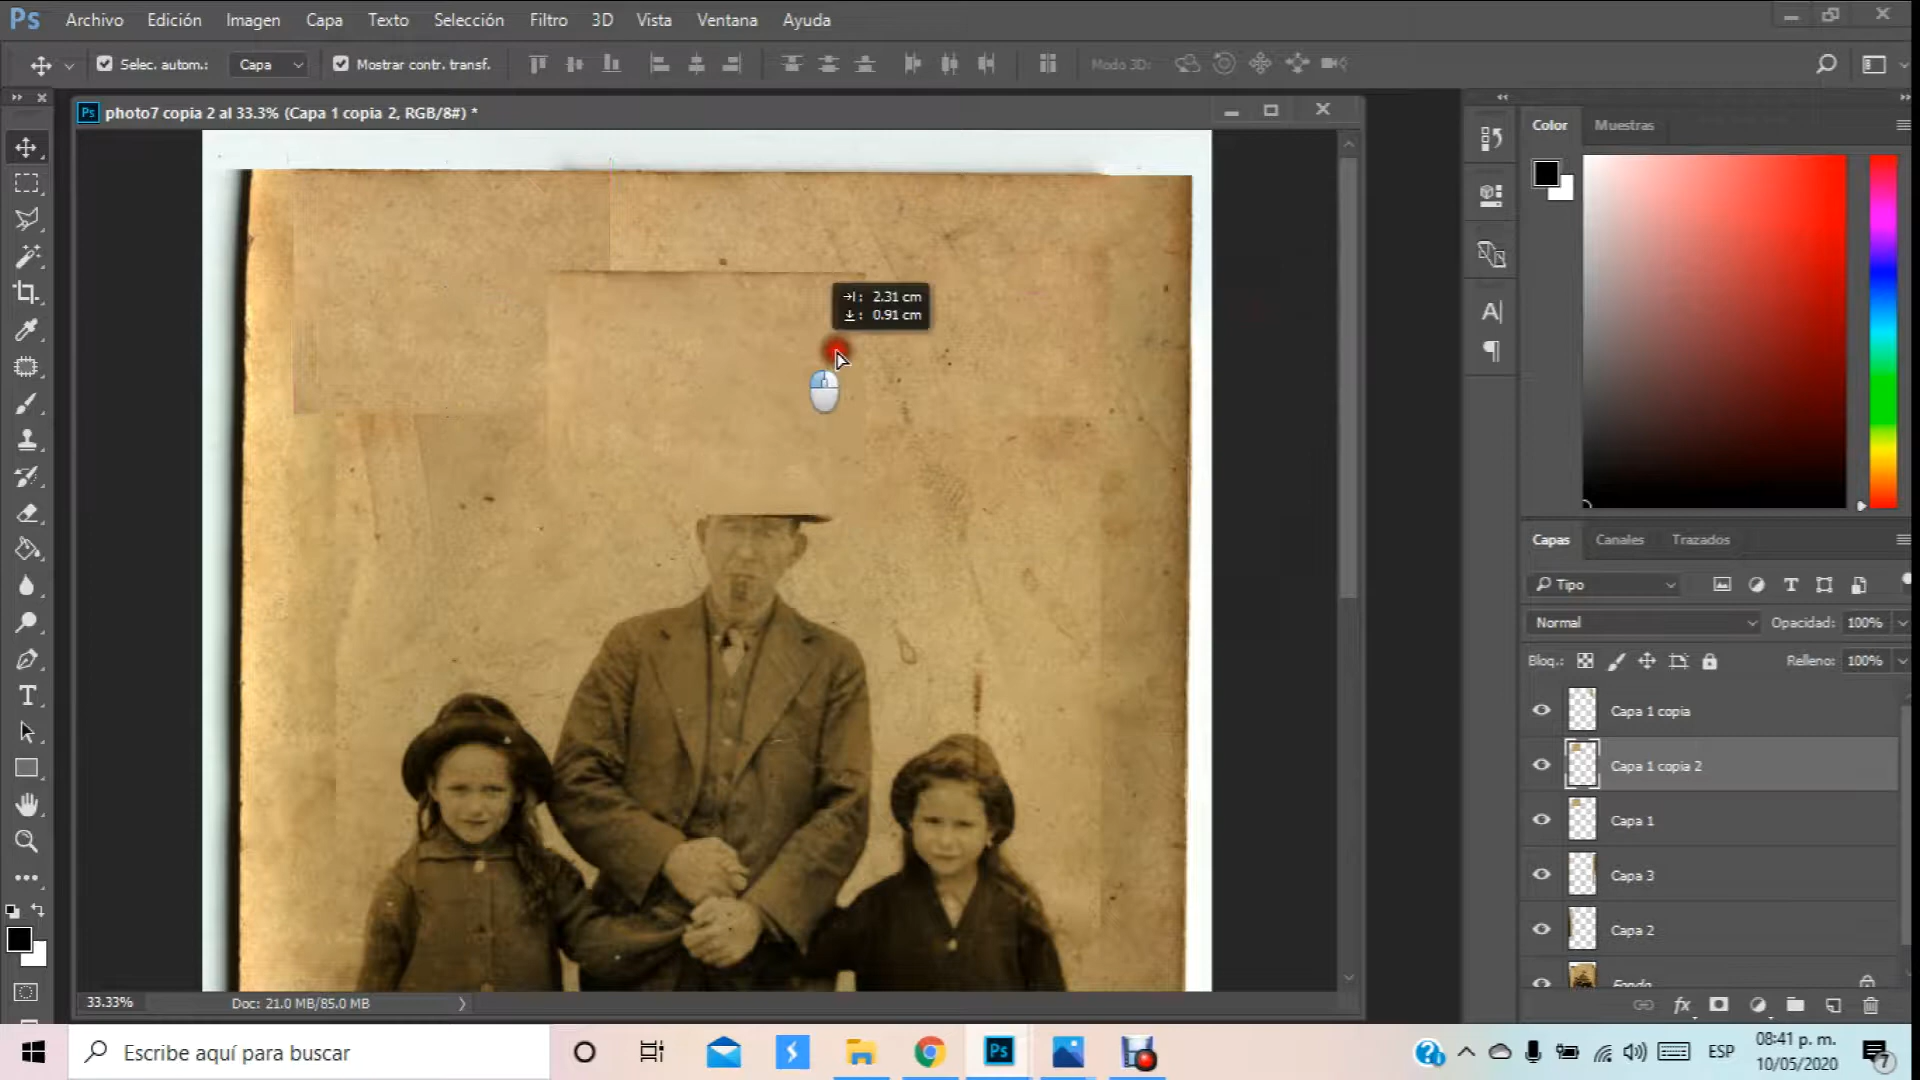 Ps Archivo Edición Imagen Capa Texto Selección Filtro 3D Vista Ventana Ayuda
Selec. autom.: Capa Mostrar contr. transf. Modo 3D:
Ps photo7 copia 2 al 33.3% (Capa 1 copia 2, RGB/8#) *
Color Muestras
2.31 cm
0.91 cm
Capas Canales Trazados
Tipo
Normal Opacidad: 100%
Bloq.: Relleno: 100%
Capa 1 copia
Capa 1 copia 2
Capa 1
Capa 3
Capa 2
Fondo
33.33% Doc: 21.0 MB/85.0 MB
Escribe aquí para buscar
Ps
ESP
08:41 p. m.
10/05/2020
7